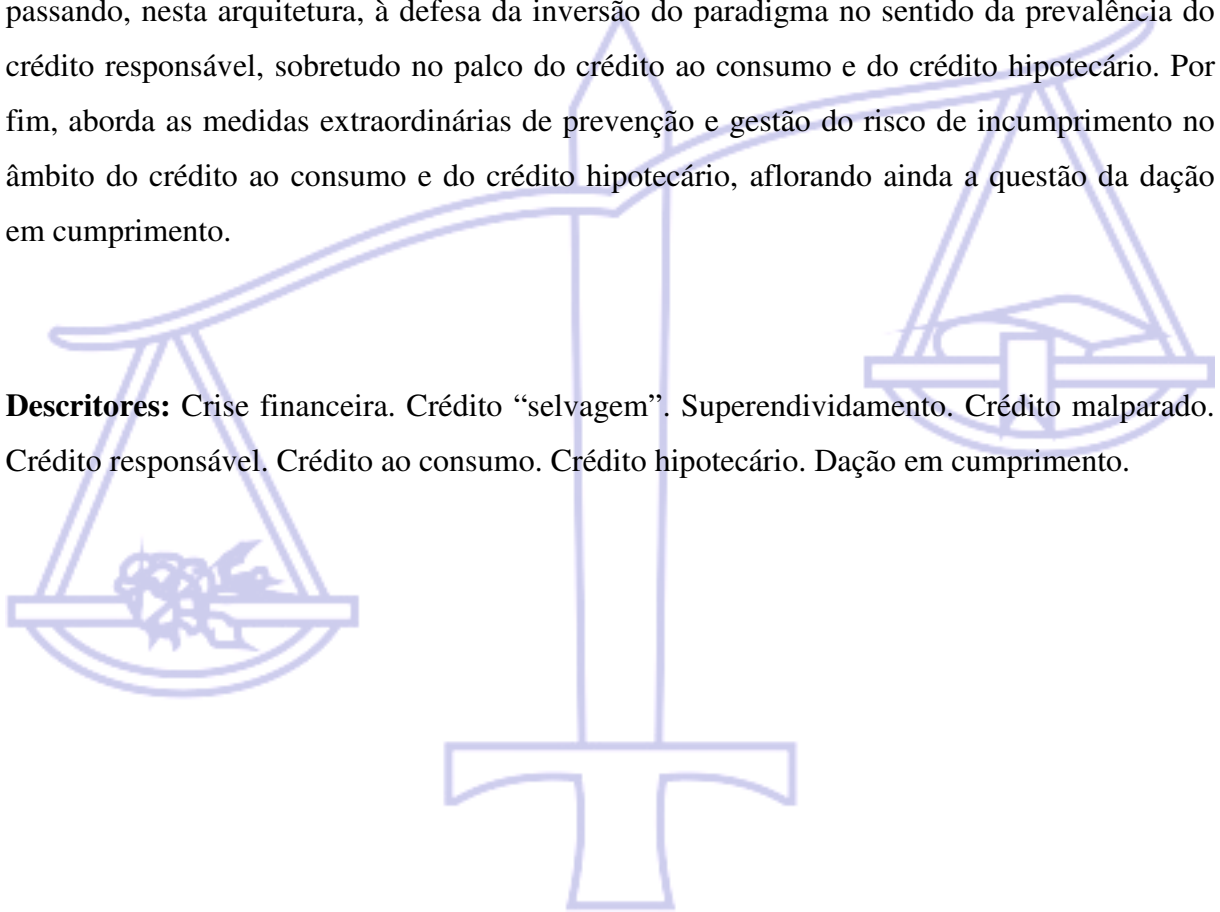 passando, nesta arquitetura, à defesa da inversão do paradigma no sentido da prevalência do
crédito responsável, sobretudo no palco do crédito ao consumo e do crédito hipotecário. Por
fim, aborda as medidas extraordinárias de prevenção e gestão do risco de incumprimento no
âmbito do crédito ao consumo e do crédito hipotecário, aflorando ainda a questão da dação
em cumprimento.
Descritores: Crise financeira. Crédito “selvagem”. Superendividamento. Crédito malparado.
Crédito responsável. Crédito ao consumo. Crédito hipotecário. Dação em cumprimento.